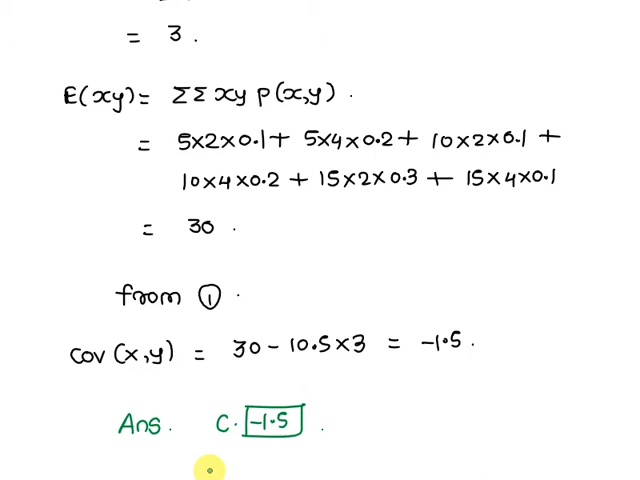 = 3 .
E(xy) = ΣΣ xy p(x,y) .
= 5×2×0.1 + 5×4×0.2 + 10×2×0.1 +
10×4×0.2 + 15×2×0.3 + 15×4×0.1
= 30 .
from ① .
Cov (x,y) = 30 - 10.5×3 = -1.5 .
Ans . C . -1.5 .